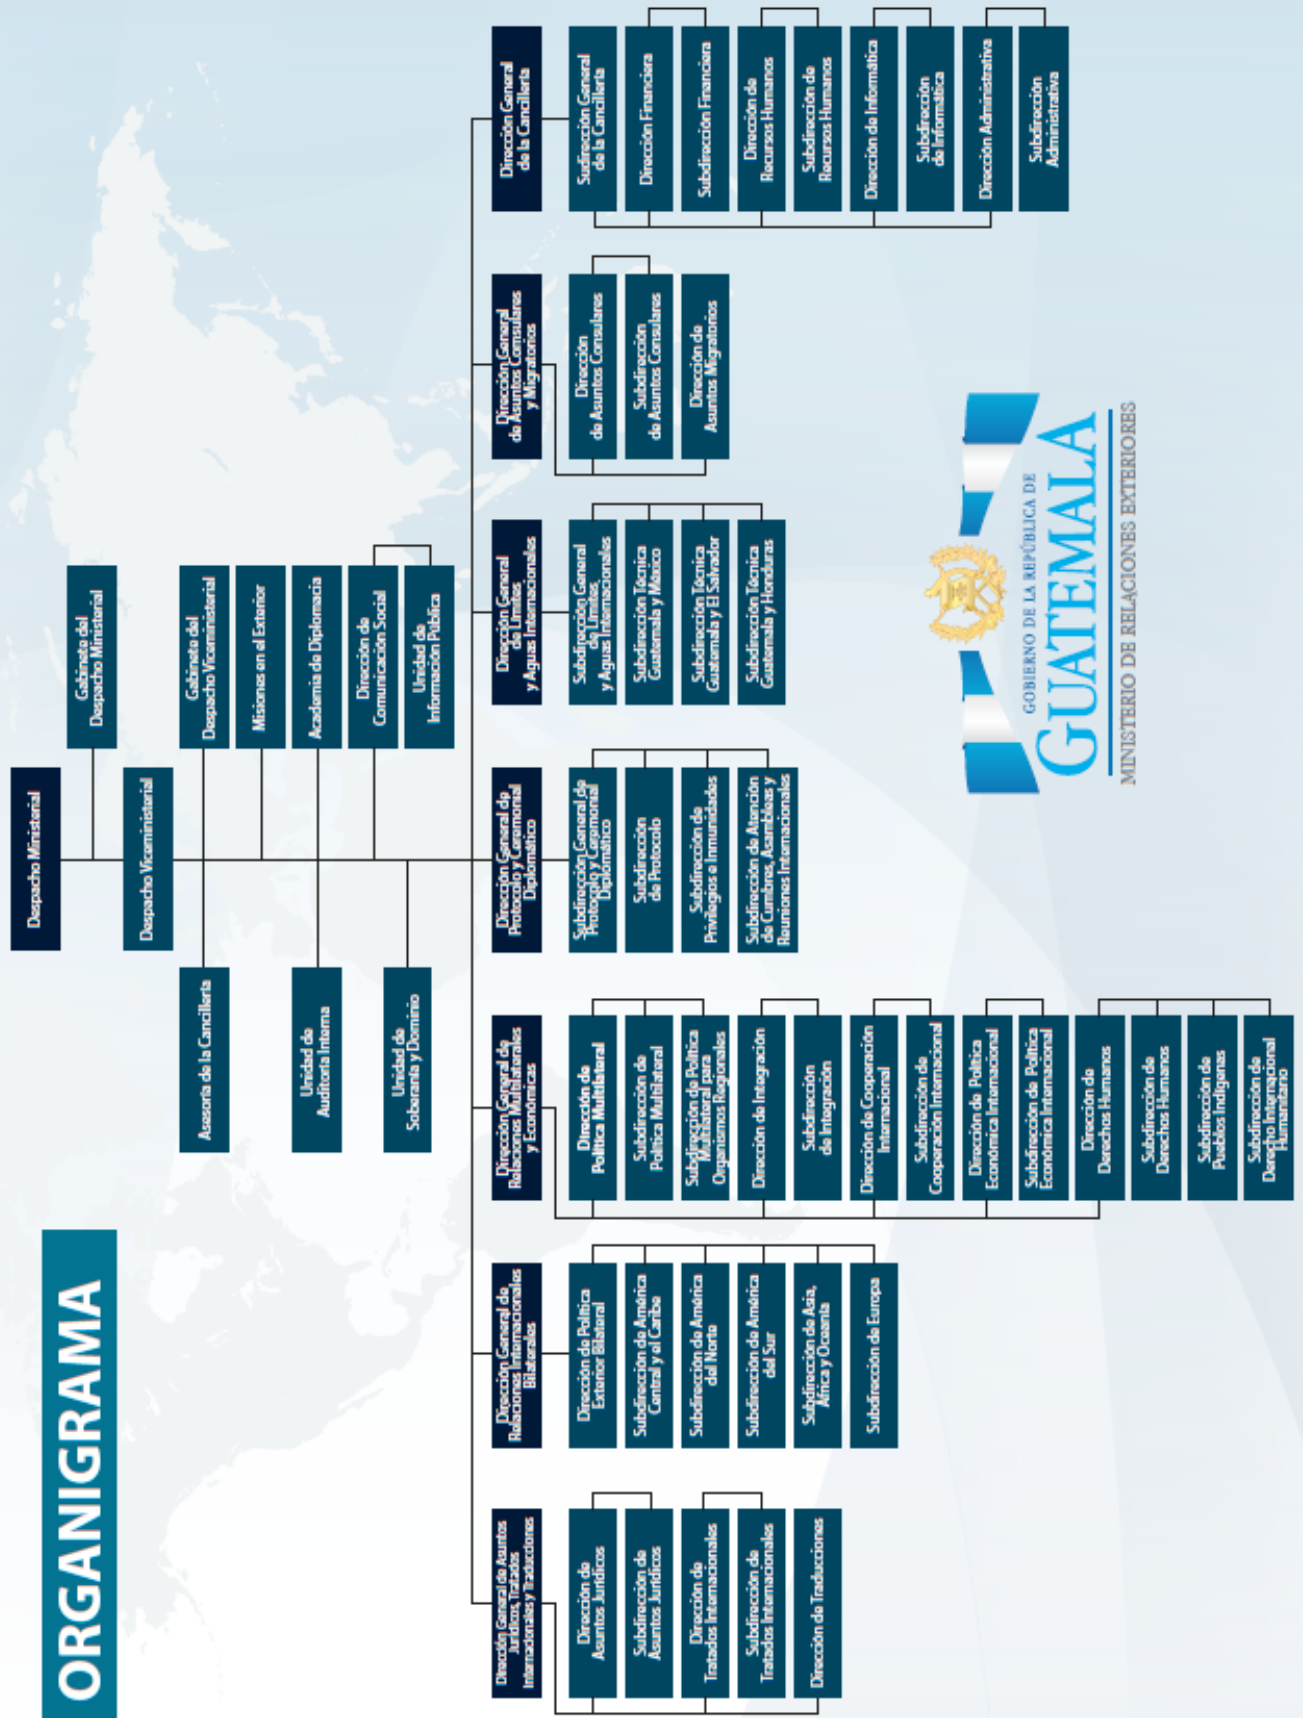 ORGANIGRAMA
Despacho Ministerial
Gabinete del
Despacho Ministerial
Despacho Viceministerial
Asesoría de la Cancillería
Gabinete del
Despacho Viceministerial
Misiones en el Exterior
Unidad de
Auditoría Interna
Academia de Diplomacia
Dirección de
Comunicación Social
Unidad de
Soberanía y Dominio
Unidad de
Información Pública
Dirección General de Asuntos
Jurídicos, Tratados
Internacionales y Traducciones
Dirección de
Asuntos Jurídicos
Subdirección de
Asuntos Jurídicos
Dirección de
Tratados Internacionales
Subdirección de
Tratados Internacionales
Dirección de Traducciones
Dirección General de
Relaciones Internacionales
Bilaterales
Dirección de Política
Exterior Bilateral
Subdirección de América
Central y el Caribe
Subdirección de América
del Norte
Subdirección de América
del Sur
Subdirección de Asia,
África y Oceanía
Subdirección de Europa
Dirección General de
Relaciones Multilaterales
y Económicas
Dirección de
Política Multilateral
Subdirección de
Política Multilateral
Subdirección de Política
Multilateral para
Organismos Regionales
Dirección de Integración
Subdirección
de Integración
Dirección de Cooperación
Internacional
Subdirección de
Cooperación Internacional
Dirección de Política
Económica Internacional
Subdirección de Política
Económica Internacional
Dirección de
Derechos Humanos
Subdirección de
Derechos Humanos
Subdirección de
Pueblos Indígenas
Subdirección de
Derecho Internacional
Humanitario
Dirección General de
Protocolo y Ceremonial
Diplomático
Subdirección General de
Protocolo y Ceremonial
Diplomático
Subdirección
de Protocolo
Subdirección de
Privilegios e Inmunidades
Subdirección de Atención
de Cumbres, Asambleas y
Reuniones Internacionales
Dirección General
de Límites
y Aguas Internacionales
Subdirección General
de Límites
y Aguas Internacionales
Subdirección Técnica
Guatemala y México
Subdirección Técnica
Guatemala y El Salvador
Subdirección Técnica
Guatemala y Honduras
Dirección General
de Asuntos Consulares
y Migratorios
Dirección
de Asuntos Consulares
Subdirección
de Asuntos Consulares
Dirección de
Asuntos Migratorios
Dirección General
de la Cancillería
Sudirección General
de la Cancillería
Dirección Financiera
Subdirección Financiera
Dirección de
Recursos Humanos
Subdirección de
Recursos Humanos
Dirección de Informática
Subdirección
de Informática
Dirección Administrativa
Subdirección
Administrativa
GOBIERNO DE LA REPÚBLICA DE
GUATEMALA
MINISTERIO DE RELACIONES EXTERIORES